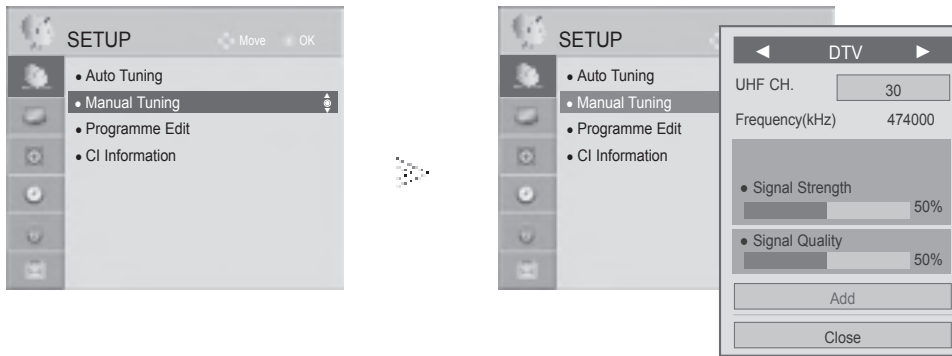 SETUP
Move OK
● Auto Tuning
● Manual Tuning
● Programme Edit
● CI Information
SETUP
● Auto Tuning
● Manual Tuning
● Programme Edit
● CI Information
◄ DTV ►
UHF CH. 30
Frequency(kHz) 474000
● Signal Strength
50%
● Signal Quality
50%
Add
Close